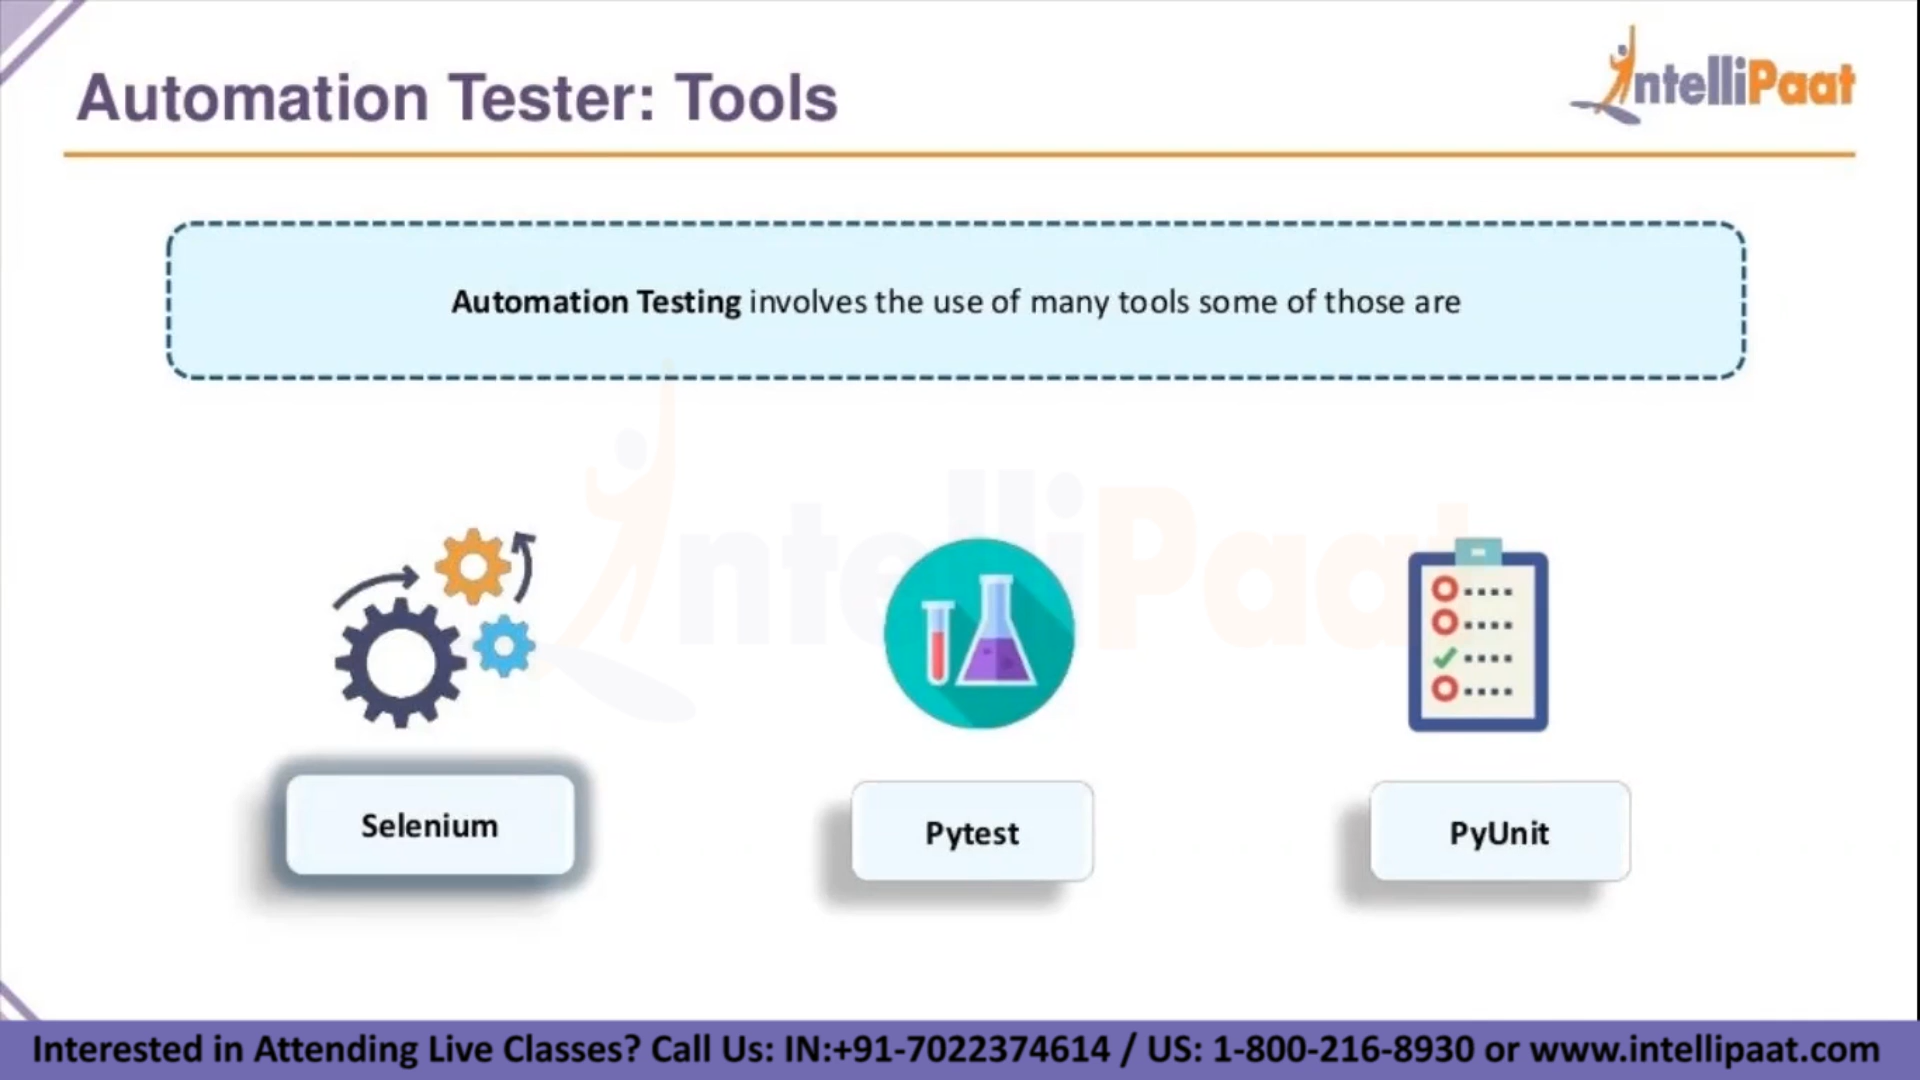 Automation Tester: Tools
IntelliPaat
Automation Testing involves the use of many tools some of those are
IntelliPaat
Selenium
Pytest
PyUnit
Interested in Attending Live Classes? Call Us: IN:+91-7022374614 / US: 1-800-216-8930 or www.intellipaat.com